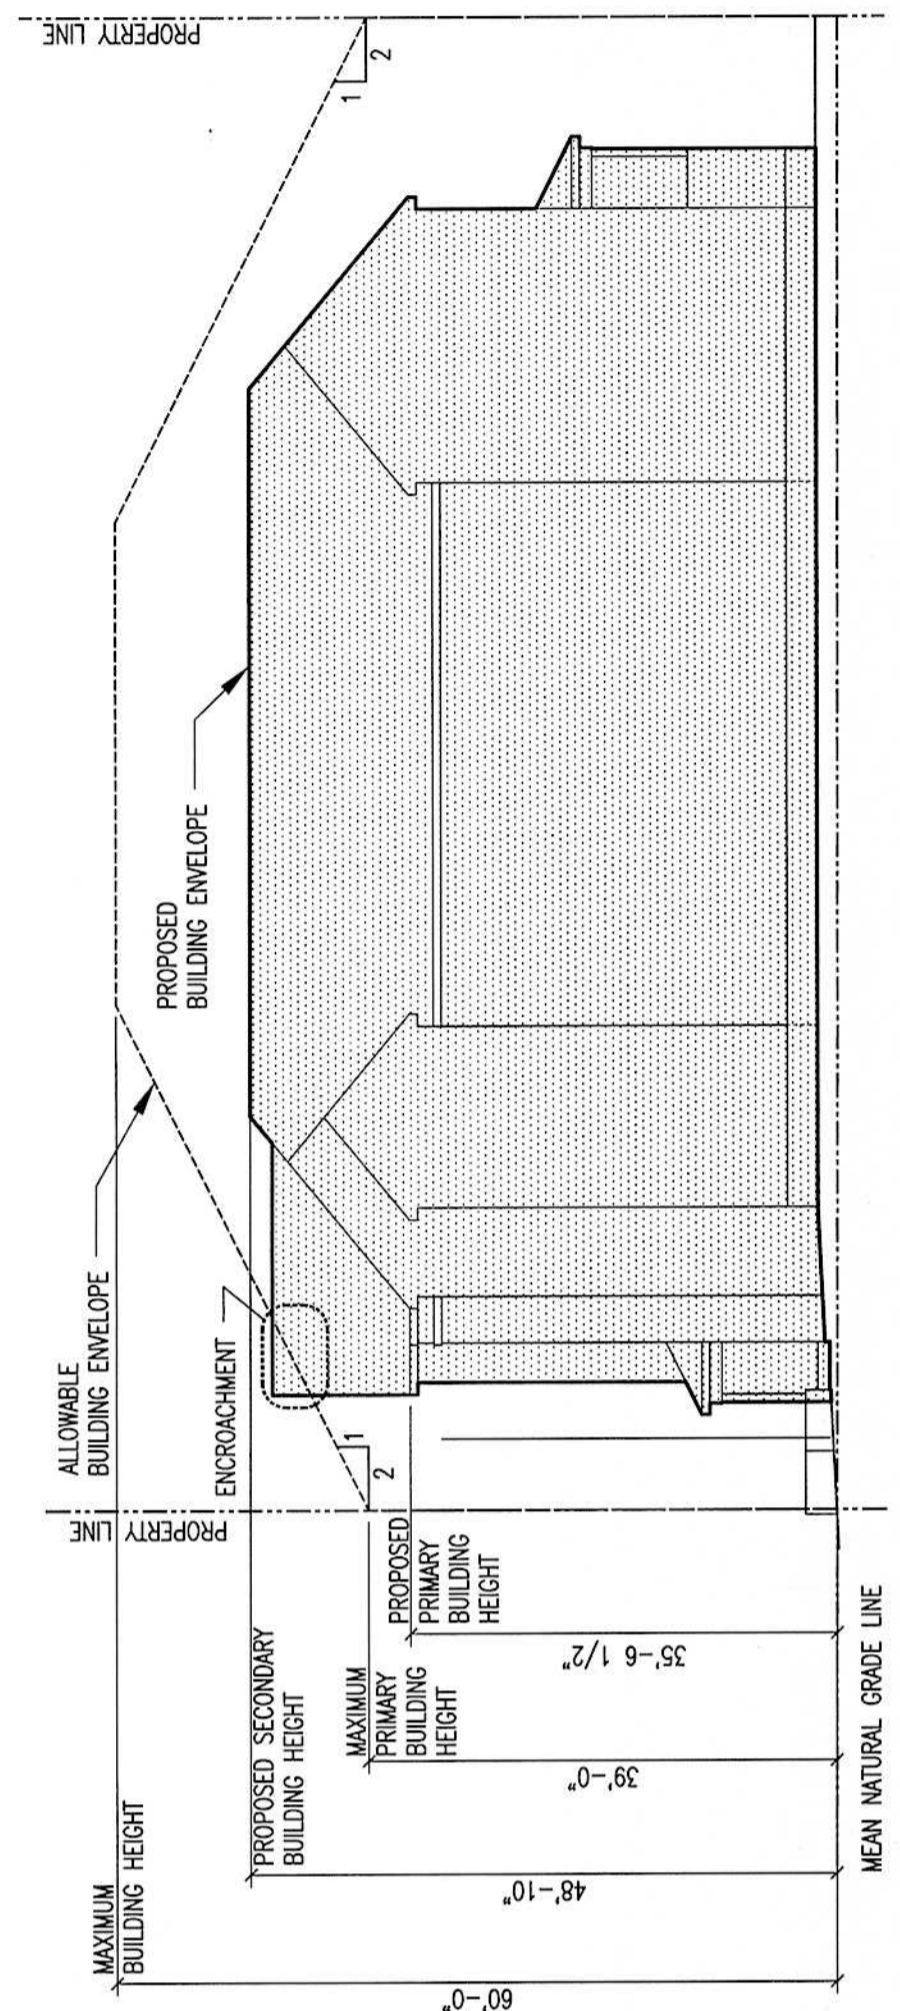 MAXIMUM
BUILDING HEIGHT
60'-0"
PROPOSED SECONDARY
BUILDING HEIGHT
48'-10"
MAXIMUM
PRIMARY
BUILDING
HEIGHT
39'-0"
PROPOSED
PRIMARY
BUILDING
HEIGHT
35'-6 1/2"
MEAN NATURAL GRADE LINE
PROPERTY LINE
ALLOWABLE
BUILDING ENVELOPE
ENCROACHMENT
1
2
PROPOSED
BUILDING ENVELOPE
1
2
PROPERTY LINE